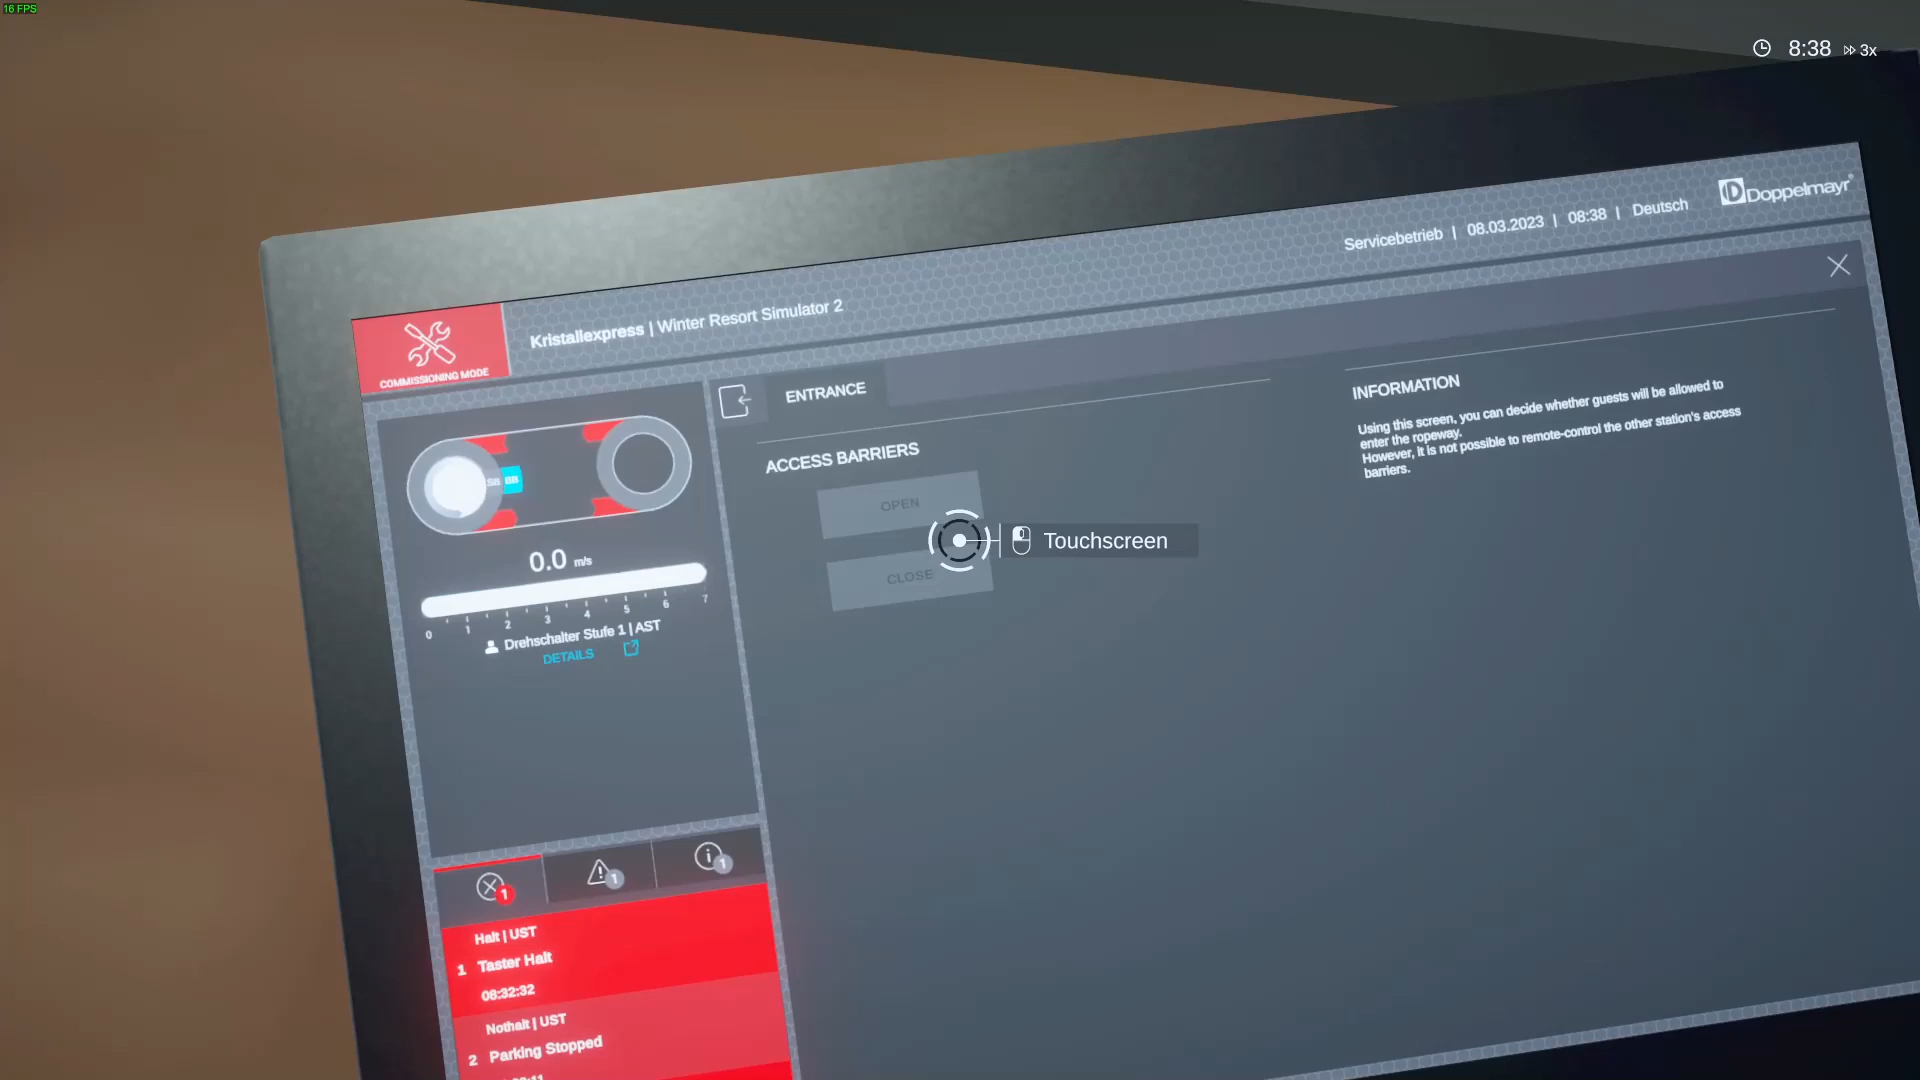 16 FPS
8:38 3x
Doppelmayr
Servicebetrieb | 08.03.2023 | 08:38 | Deutsch
Kristallexpress | Winter Resort Simulator 2
COMMISSIONING MODE
ENTRANCE
ACCESS BARRIERS
OPEN
CLOSE
Touchscreen
INFORMATION
Using this screen, you can decide whether guests will be allowed to
enter the ropeway.
However, it is not possible to remote-control the other station's access
barriers.
SB BB
0.0 m/s
0 1 2 3 4 5 6 7
Drehschalter Stufe 1 | AST
DETAILS
1 1 1
Halt | UST
1 Taster Halt
08:32:32
Nothalt | UST
2 Parking Stopped